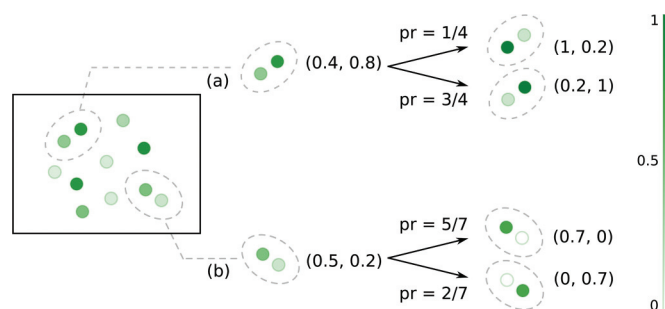 (a)
(0.4, 0.8)
pr = 1/4
(1, 0.2)
pr = 3/4
(0.2, 1)
(b)
(0.5, 0.2)
pr = 5/7
(0.7, 0)
pr = 2/7
(0, 0.7)
1
0.5
0